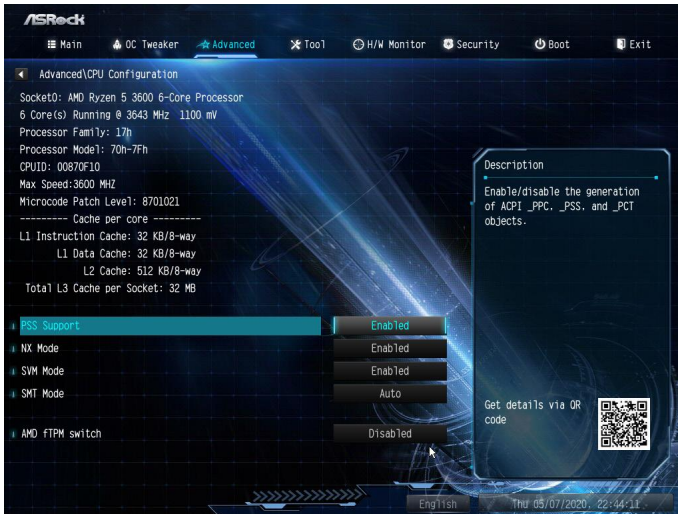 ASRock
Main OC Tweaker Advanced Tool H/W Monitor Security Boot Exit
Advanced\CPU Configuration
Socket0: AMD Ryzen 5 3600 6-Core Processor
6 Core(s) Running @ 3643 MHz 1100 mV
Processor Family: 17h
Processor Model: 70h-7Fh
CPUID: 00870F10
Max Speed:3600 MHZ
Microcode Patch Level: 8701021
--------- Cache per core ---------
L1 Instruction Cache: 32 KB/8-way
L1 Data Cache: 32 KB/8-way
L2 Cache: 512 KB/8-way
Total L3 Cache per Socket: 32 MB
PSS Support Enabled
NX Mode Enabled
SVM Mode Enabled
SMT Mode Auto
AMD fTPM switch Disabled
Description
Enable/disable the generation
of ACPI _PPC, _PSS, and _PCT
objects.
Get details via QR
code
English Thu 05/07/2020, 22:44:11